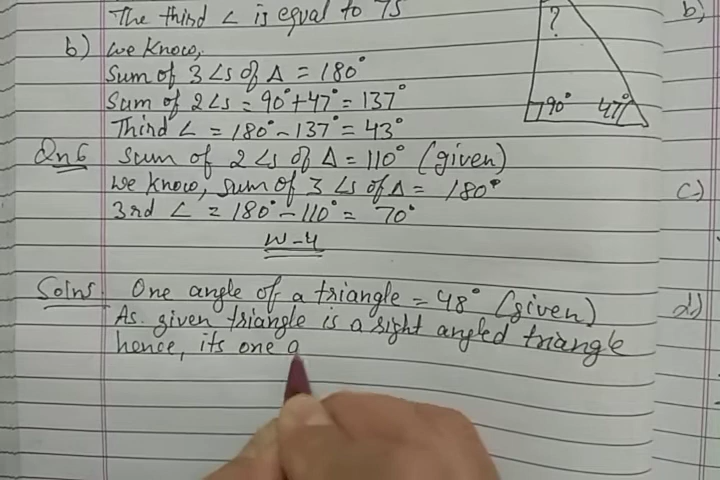 The third ∠ is equal to 75
b) we know,
Sum of 3 ∠s of Δ = 180°
Sum of 2 ∠s = 90° + 47° = 137°
Third ∠ = 180° - 137° = 43°
?
90° 47°
Qn 6 Sum of 2 ∠s of Δ = 110° (given)
We know, sum of 3 ∠s of Δ = 180°
3rd ∠ = 180° - 110° = 70°
W-4
Solns. One angle of a triangle = 48° (given)
As given triangle is a right angled triangle
hence, its one a
b)
c)
d)